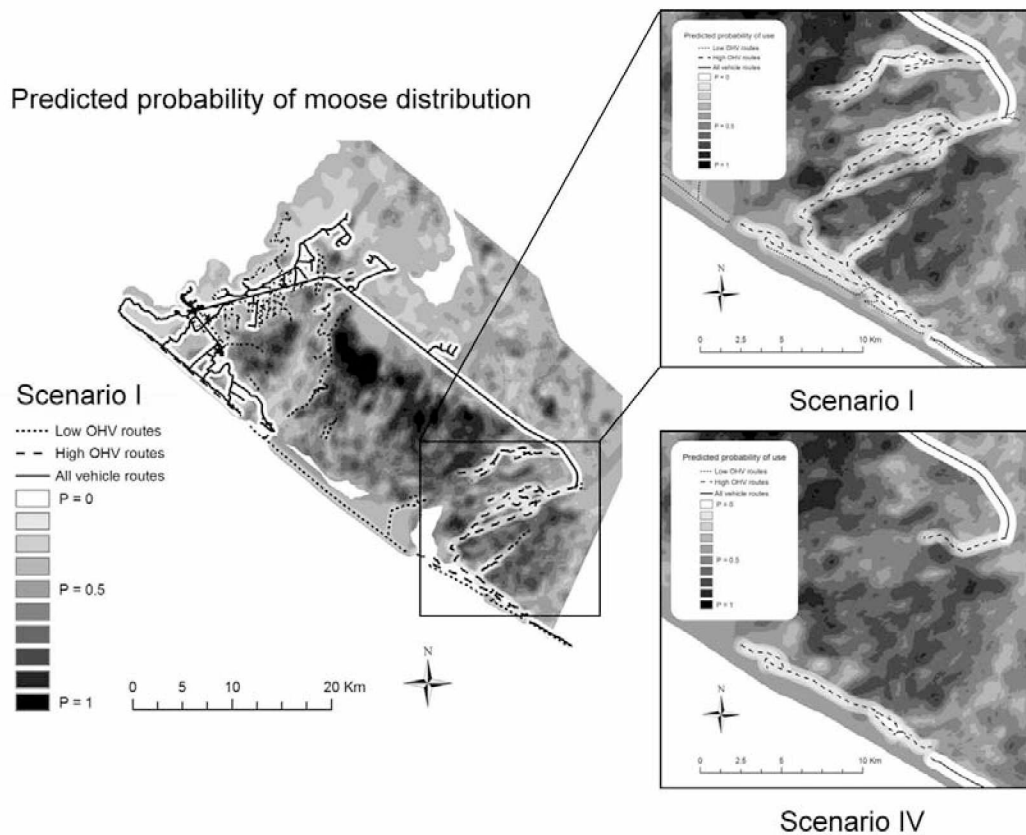 Predicted probability of moose distribution
Scenario I
Low OHV routes
High OHV routes
All vehicle routes
P = 0
P = 0.5
P = 1
0 5 10 20 Km
N
Predicted probability of use
Low OHV routes
High OHV routes
All vehicle routes
P = 0
P = 0.5
P = 1
N
0 2.5 5 10 Km
Scenario I
Predicted probability of use
Low OHV routes
High OHV routes
All vehicle routes
P = 0
P = 0.5
P = 1
N
0 2.5 5 10 Km
Scenario IV